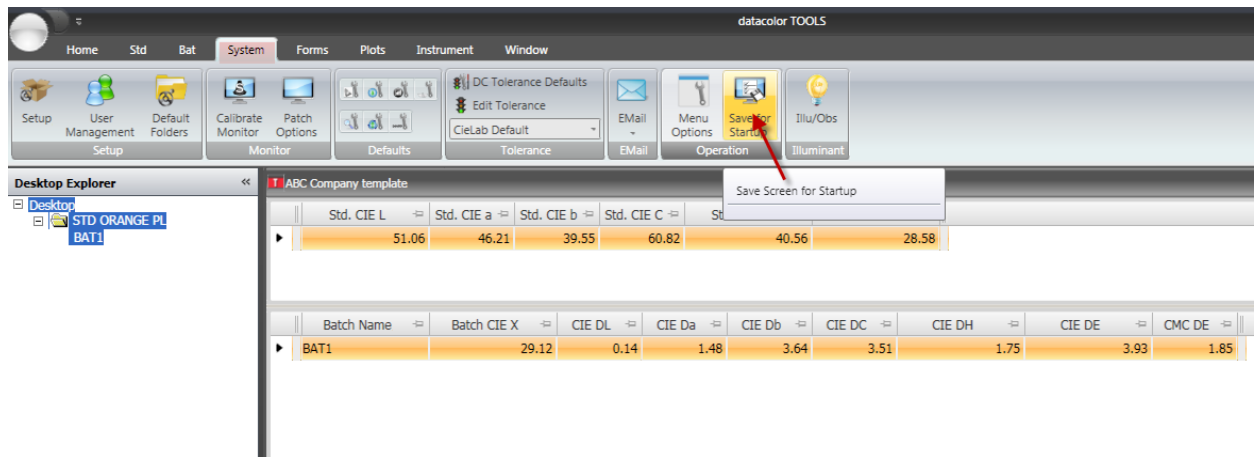 datacolor TOOLS
Home Std Bat System Forms Plots Instrument Window
DC Tolerance Defaults
Edit Tolerance
CieLab Default
Setup User Management Default Folders Calibrate Monitor Patch Options EMail Menu Options Save for Startup Illu/Obs
Setup Monitor Defaults Tolerance EMail Operation Illuminant
Desktop Explorer
Desktop
STD ORANGE PL
BAT1
ABC Company template
Save Screen for Startup
Std. CIE L Std. CIE a Std. CIE b Std. CIE C St
51.06 46.21 39.55 60.82 40.56 28.58
Batch Name Batch CIE X CIE DL CIE Da CIE Db CIE DC CIE DH CIE DE CMC DE
BAT1 29.12 0.14 1.48 3.64 3.51 1.75 3.93 1.85